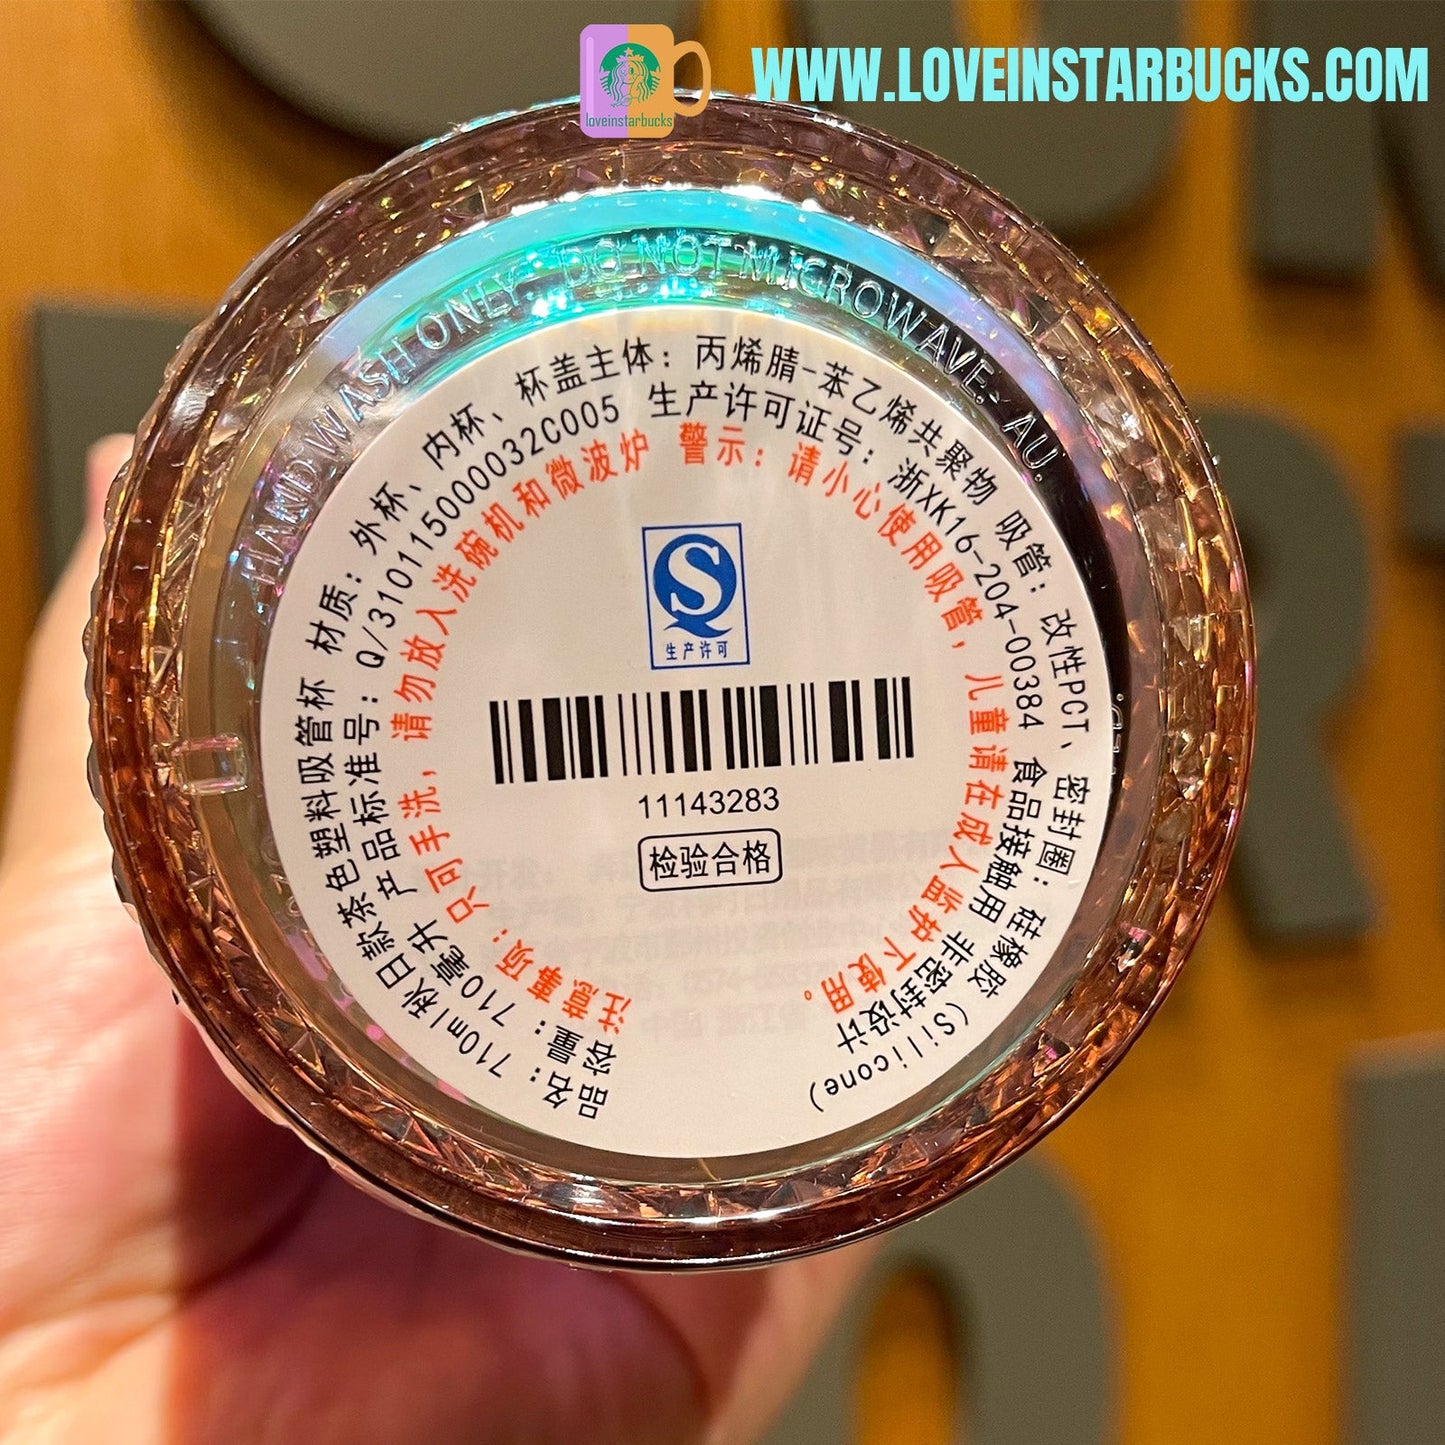 loveinstarbucks
WWW.LOVEINSTARBUCKS.COM
HAND WASH ONLY. DO NOT MICROWAVE. AU.
品名: 710ml秋日款茶色塑料吸管杯 材质: 外杯、内杯、杯盖主体: 丙烯腈-苯乙烯共聚物 吸管: 改性PCT、密封圈: 硅橡胶 (Silicone)
容量: 710毫升 产品标准号: Q/3101150000032C005 生产许可证号: 浙XK16-204-00384 食品接触用 非密封设计
注意事项: 只可手洗, 请勿放入洗碗机和微波炉 警示: 请小心使用吸管, 儿童请在成人监护下使用。
S
生产许可
11143283
检验合格